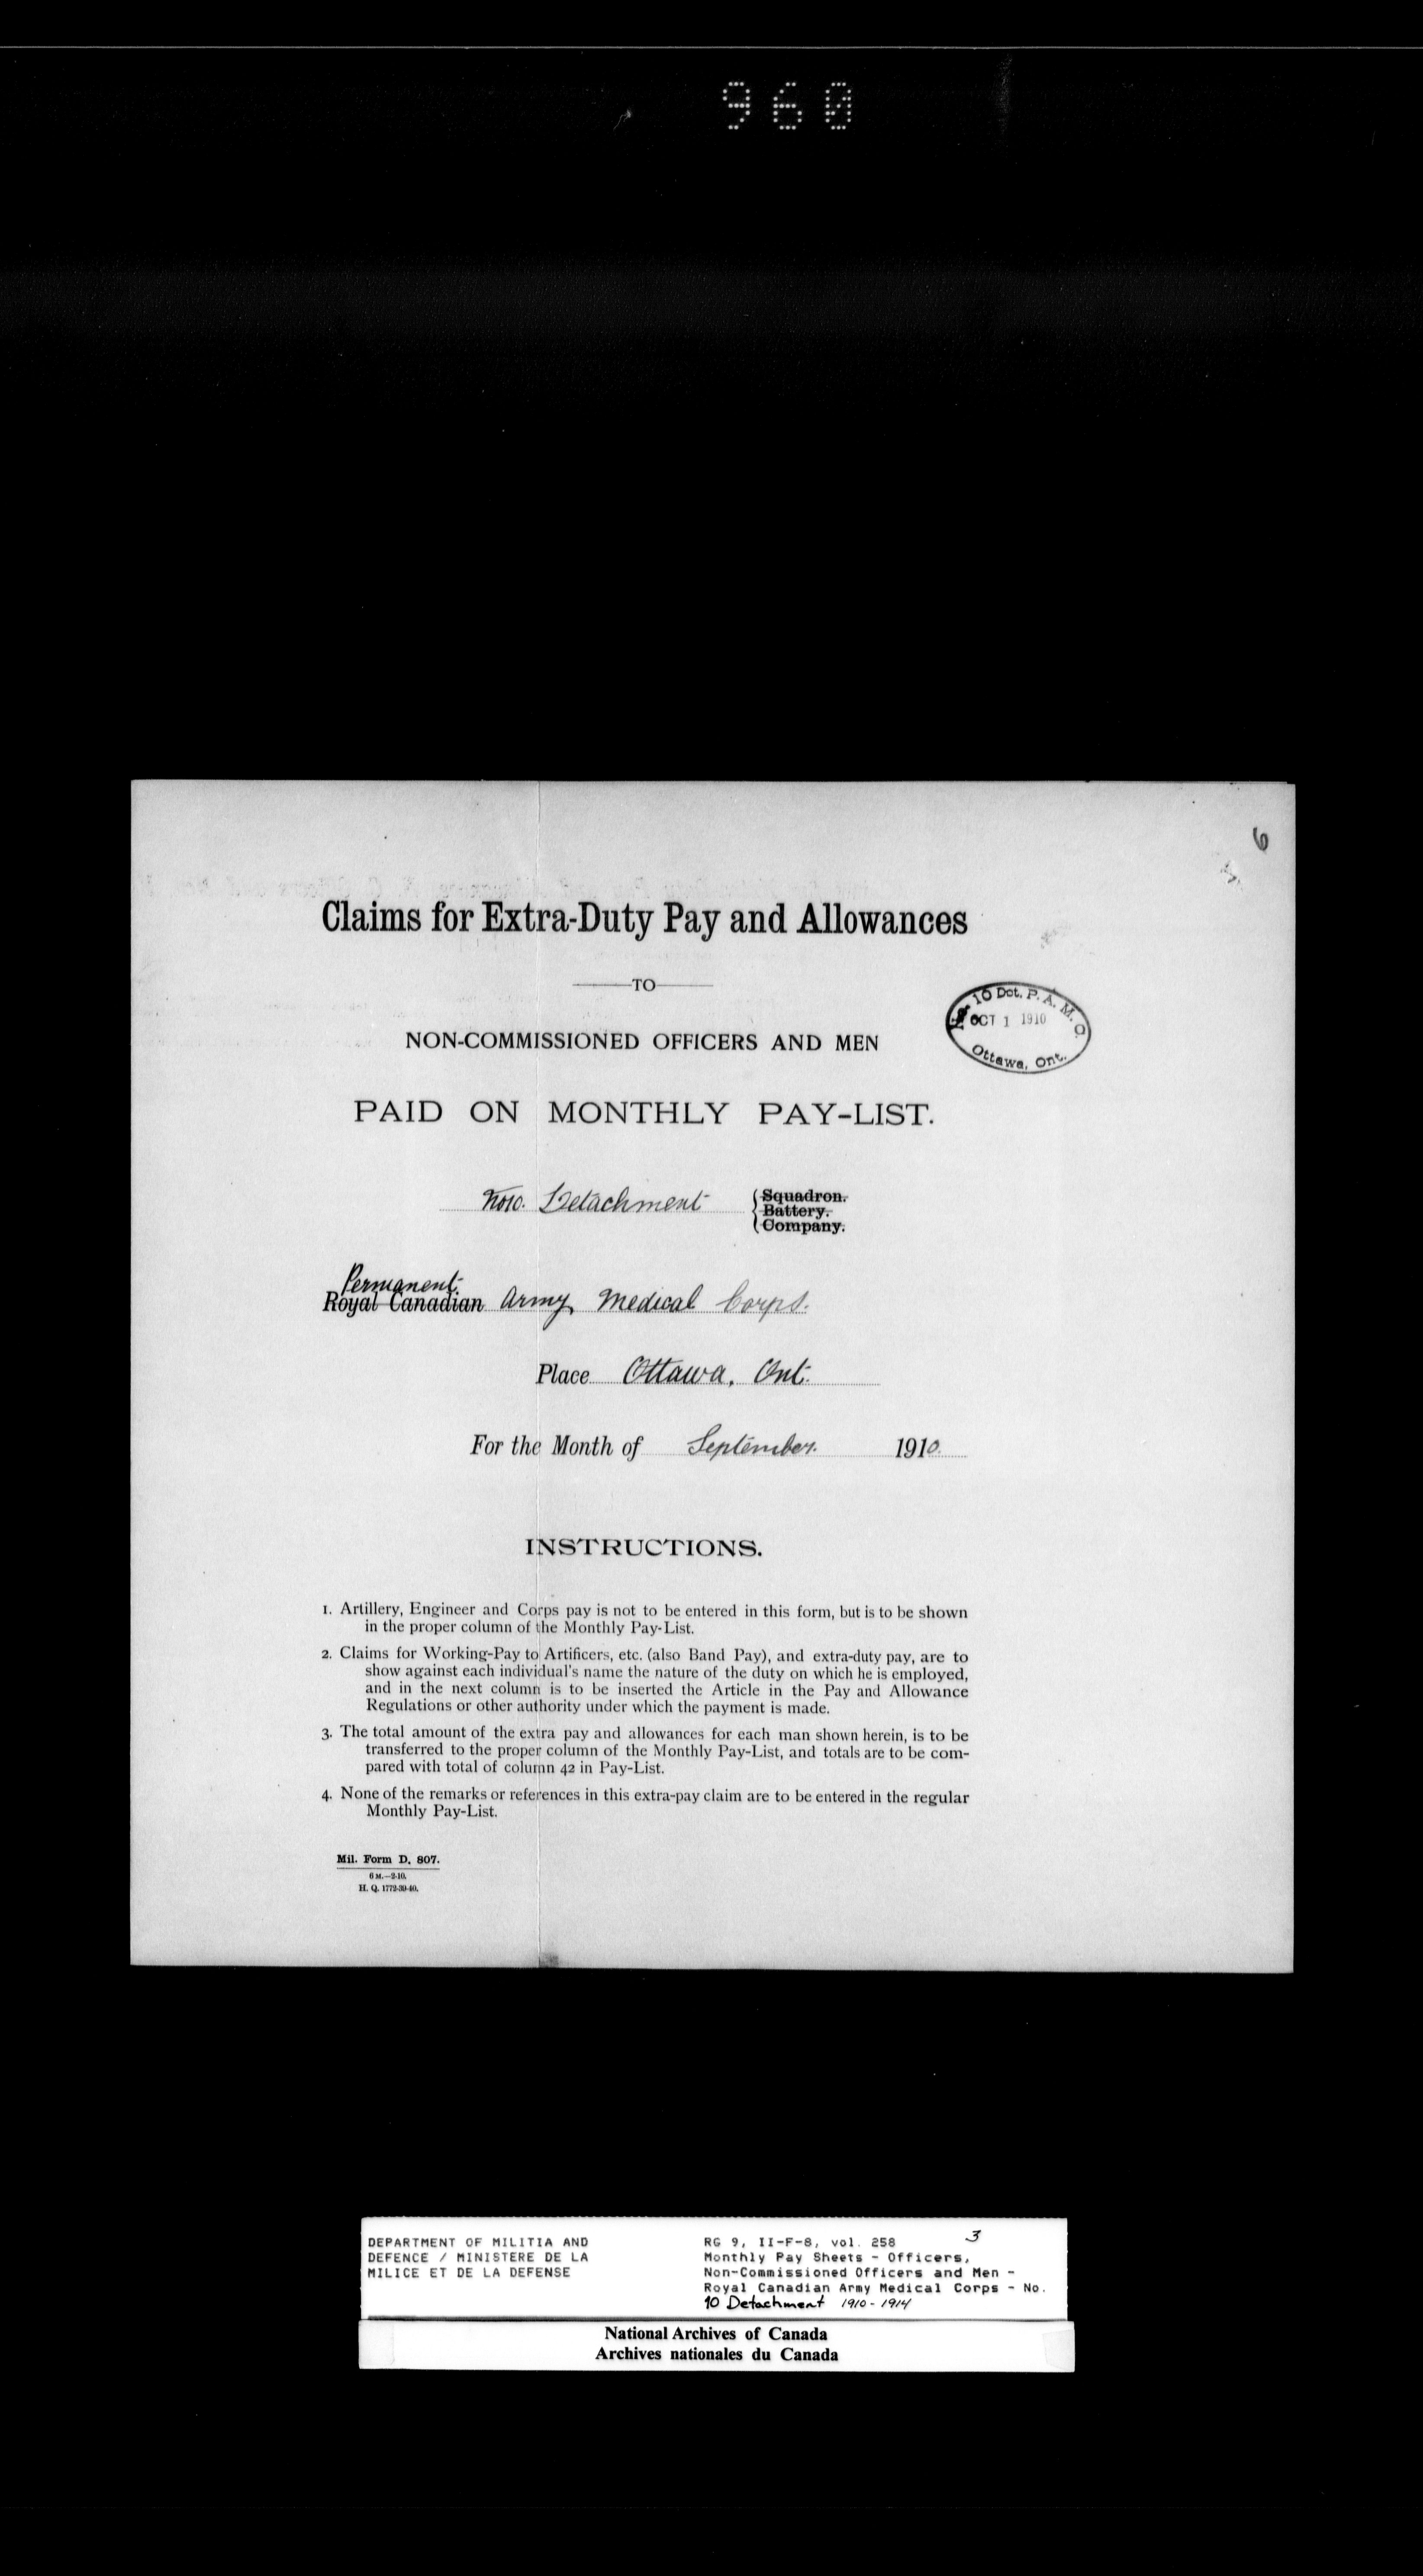 960
6
Claims for Extra-Duty Pay and Allowances
TO
No. 10 Det. P. A. M. C.
OCT 1 1910
Ottawa, Ont.
NON-COMMISSIONED OFFICERS AND MEN
PAID ON MONTHLY PAY-LIST.
No 10. Detachment
Squadron.
Battery.
Company.
Permanent
Royal Canadian Army Medical Corps.
Place Ottawa, Ont.
For the Month of September. 1910.
INSTRUCTIONS.
1. Artillery, Engineer and Corps pay is not to be entered in this form, but is to be shown
in the proper column of the Monthly Pay-List.
2. Claims for Working-Pay to Artificers, etc. (also Band Pay), and extra-duty pay, are to
show against each individual's name the nature of the duty on which he is employed,
and in the next column is to be inserted the Article in the Pay and Allowance
Regulations or other authority under which the payment is made.
3. The total amount of the extra pay and allowances for each man shown herein, is to be
transferred to the proper column of the Monthly Pay-List, and totals are to be com-
pared with total of column 42 in Pay-List.
4. None of the remarks or references in this extra-pay claim are to be entered in the regular
Monthly Pay-List.
Mil. Form D. 807.
6 M.—2-10.
H. Q. 1772-39-40.
DEPARTMENT OF MILITIA AND
DEFENCE / MINISTERE DE LA
MILICE ET DE LA DEFENSE
RG 9, II-F-8, vol. 258 3
Monthly Pay Sheets - Officers,
Non-Commissioned Officers and Men -
Royal Canadian Army Medical Corps - No.
10 Detachment 1910-1914
National Archives of Canada
Archives nationales du Canada